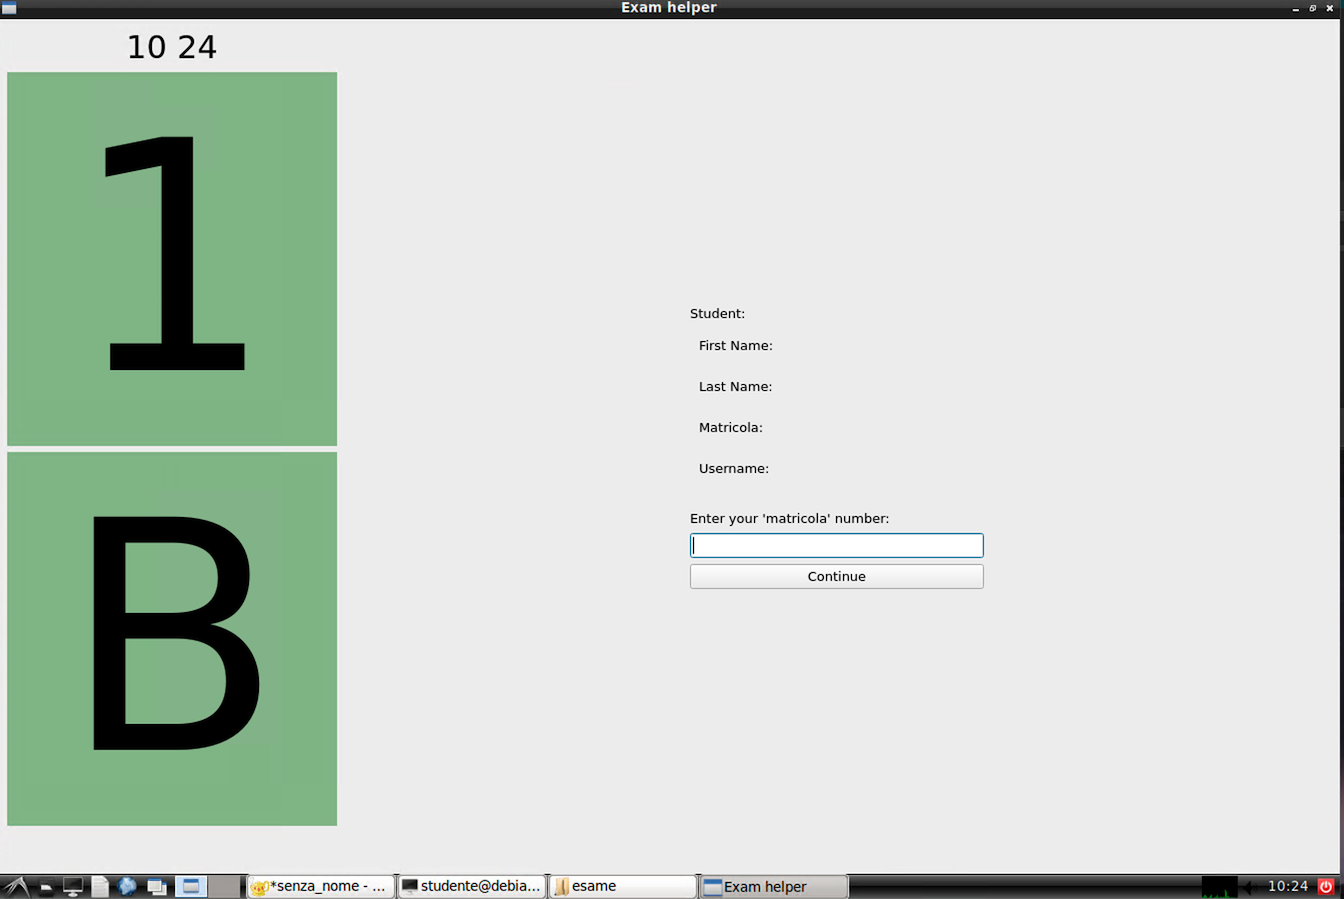 Exam helper
10 24
1
B
Student:
First Name:
Last Name:
Matricola:
Username:
Enter your 'matricola' number:
Continue
*senza_nome - ...
studente@debia...
esame
Exam helper
10:24